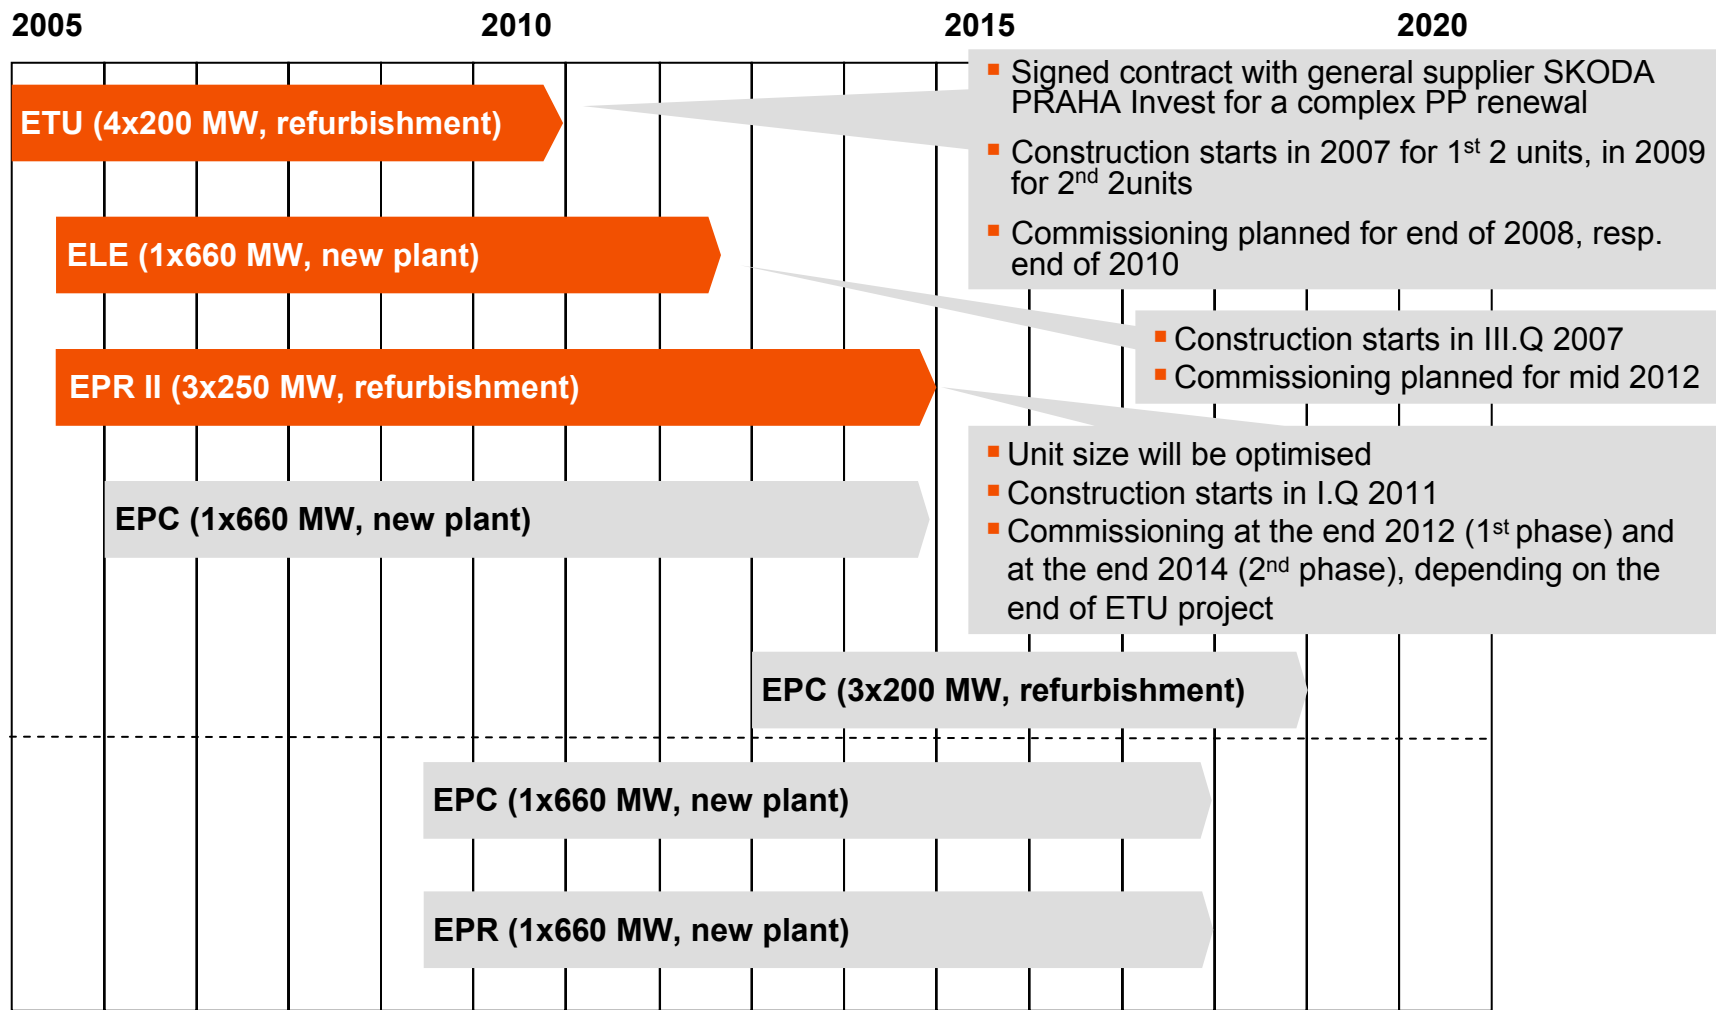 2005 2010 2015 2020
ETU (4x200 MW, refurbishment)
▪ Signed contract with general supplier SKODA
PRAHA Invest for a complex PP renewal
▪ Construction starts in 2007 for 1st 2 units, in 2009
for 2nd 2units
▪ Commissioning planned for end of 2008, resp.
end of 2010
ELE (1x660 MW, new plant)
▪ Construction starts in III.Q 2007
▪ Commissioning planned for mid 2012
EPR II (3x250 MW, refurbishment)
▪ Unit size will be optimised
▪ Construction starts in I.Q 2011
▪ Commissioning at the end 2012 (1st phase) and
at the end 2014 (2nd phase), depending on the
end of ETU project
EPC (1x660 MW, new plant)
EPC (3x200 MW, refurbishment)
EPC (1x660 MW, new plant)
EPR (1x660 MW, new plant)